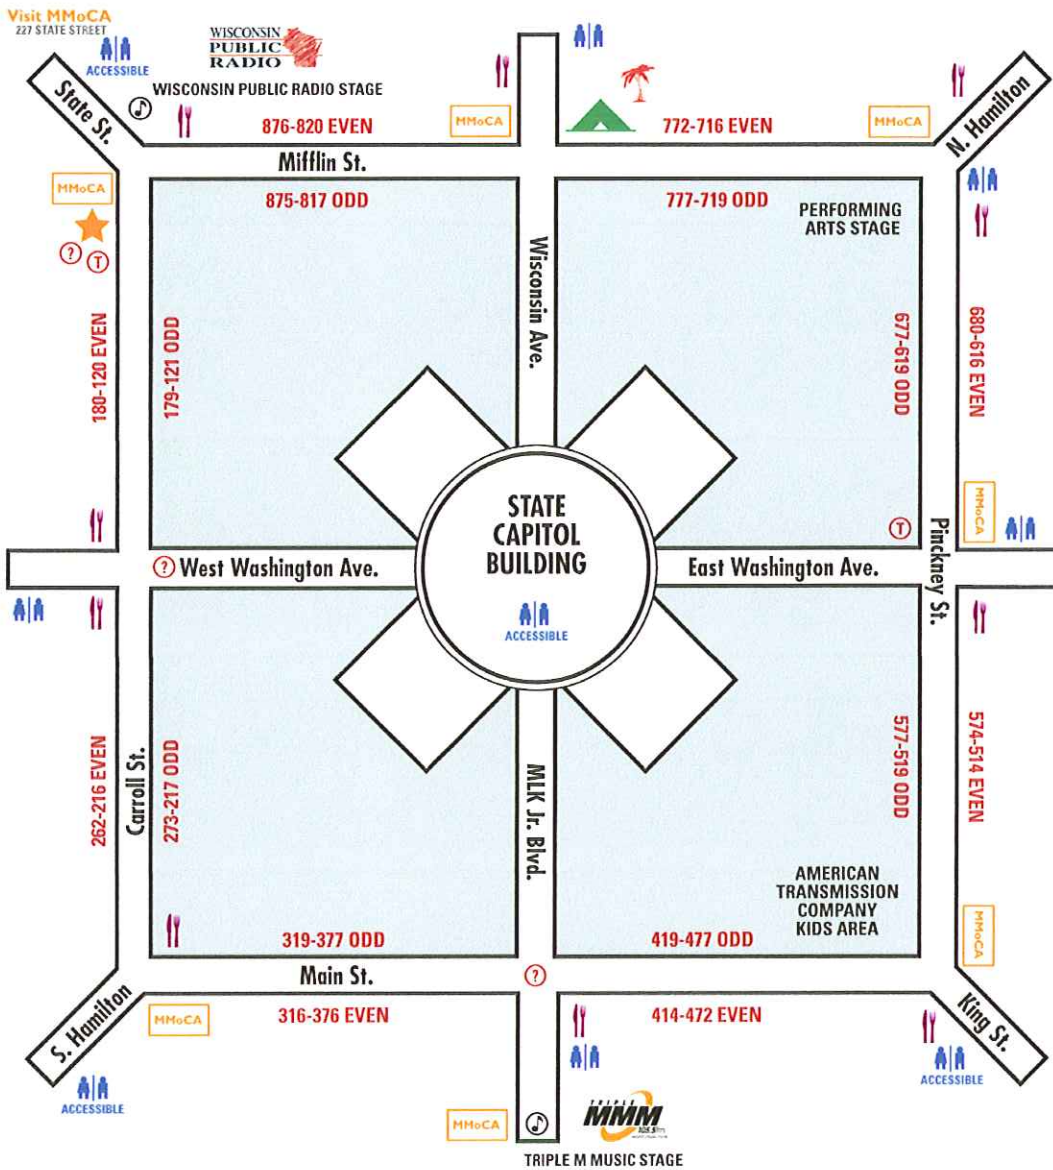 Visit MMoCA
227 STATE STREET
ACCESSIBLE
WISCONSIN
PUBLIC
RADIO
WISCONSIN PUBLIC RADIO STAGE
State St.
876-820 EVEN
MMoCA
772-716 EVEN
MMoCA
N. Hamilton
Mifflin St.
MMoCA
875-817 ODD
777-719 ODD
PERFORMING
ARTS STAGE
?
T
Wisconsin Ave.
180-120 EVEN
179-121 ODD
677-619 ODD
680-616 EVEN
STATE
CAPITOL
BUILDING
ACCESSIBLE
T
MMoCA
Pinckney St.
?
West Washington Ave.
East Washington Ave.
262-216 EVEN
Carroll St.
273-217 ODD
MLK Jr. Blvd.
577-519 ODD
574-514 EVEN
AMERICAN
TRANSMISSION
COMPANY
KIDS AREA
MMoCA
319-377 ODD
419-477 ODD
Main St.
?
S. Hamilton
MMoCA
316-376 EVEN
414-472 EVEN
King St.
ACCESSIBLE
ACCESSIBLE
MMoCA
TRIPLE
MMM
105.5fm
TRIPLE M MUSIC STAGE